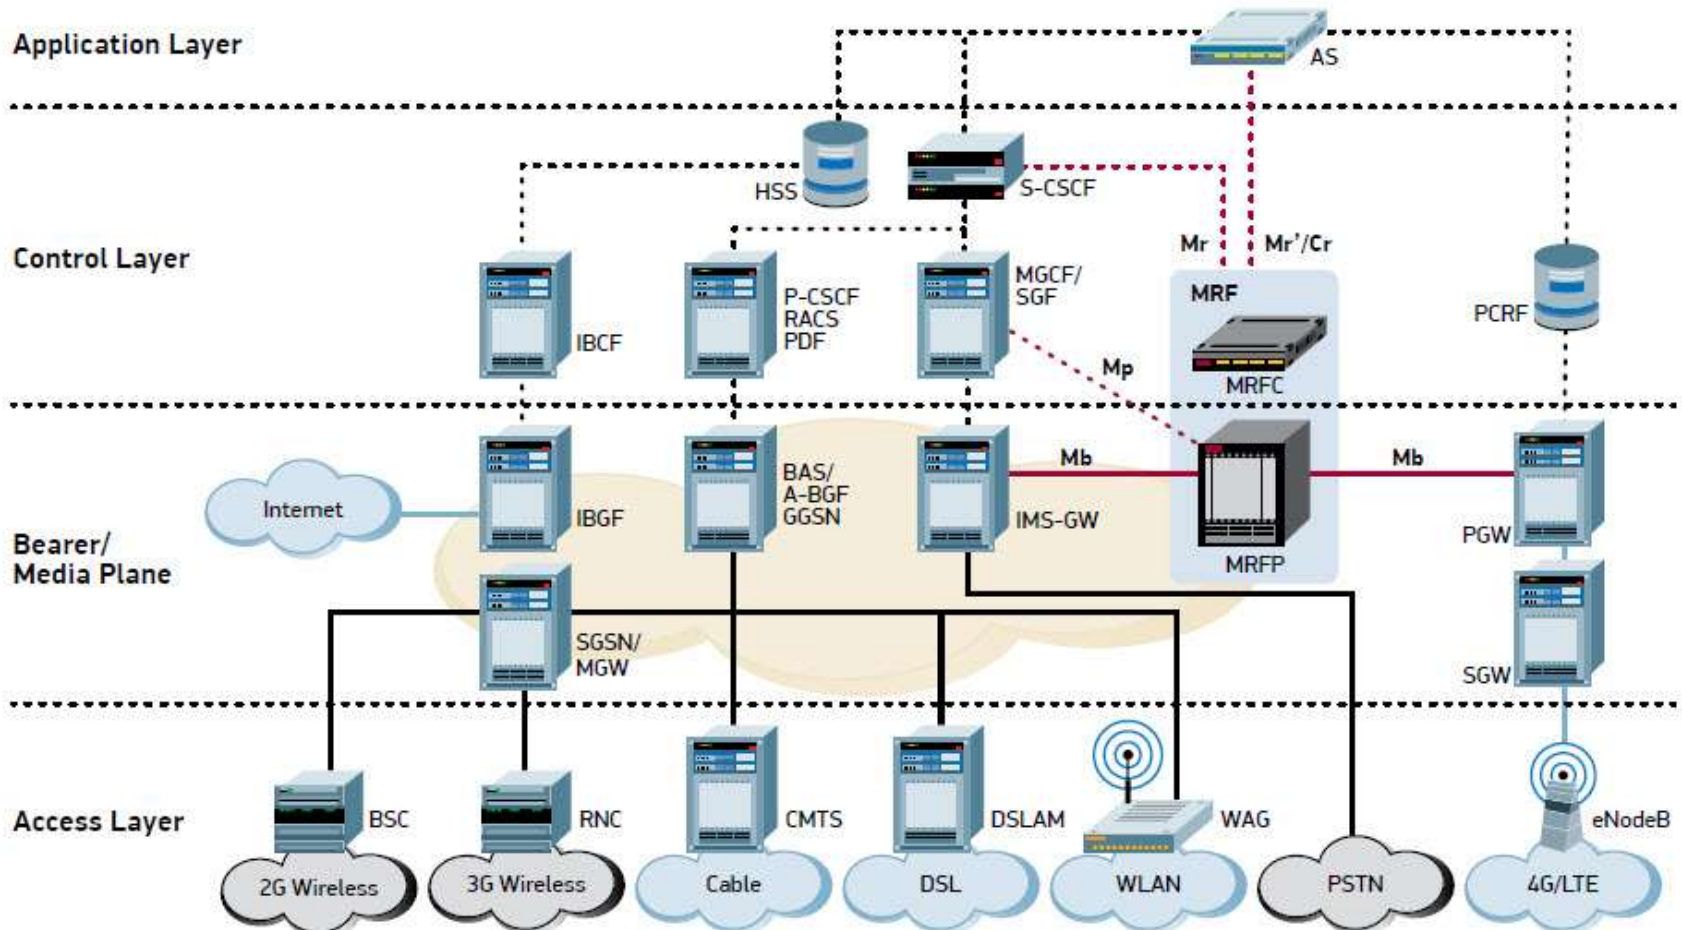 Application Layer
AS
HSS
S-CSCF
Control Layer
Mr
Mr'/Cr
MGCF/
SGF
MRF
P-CSCF
RACS
PDF
IBCF
PCRF
Mp
MRFC
Internet
IBGF
BAS/
A-BGF
GGSN
IMS-GW
Mb
Mb
MRFP
PGW
Bearer/
Media Plane
SGSN/
MGW
SGW
Access Layer
BSC
RNC
CMTS
DSLAM
WAG
eNodeB
2G Wireless
3G Wireless
Cable
DSL
WLAN
PSTN
4G/LTE